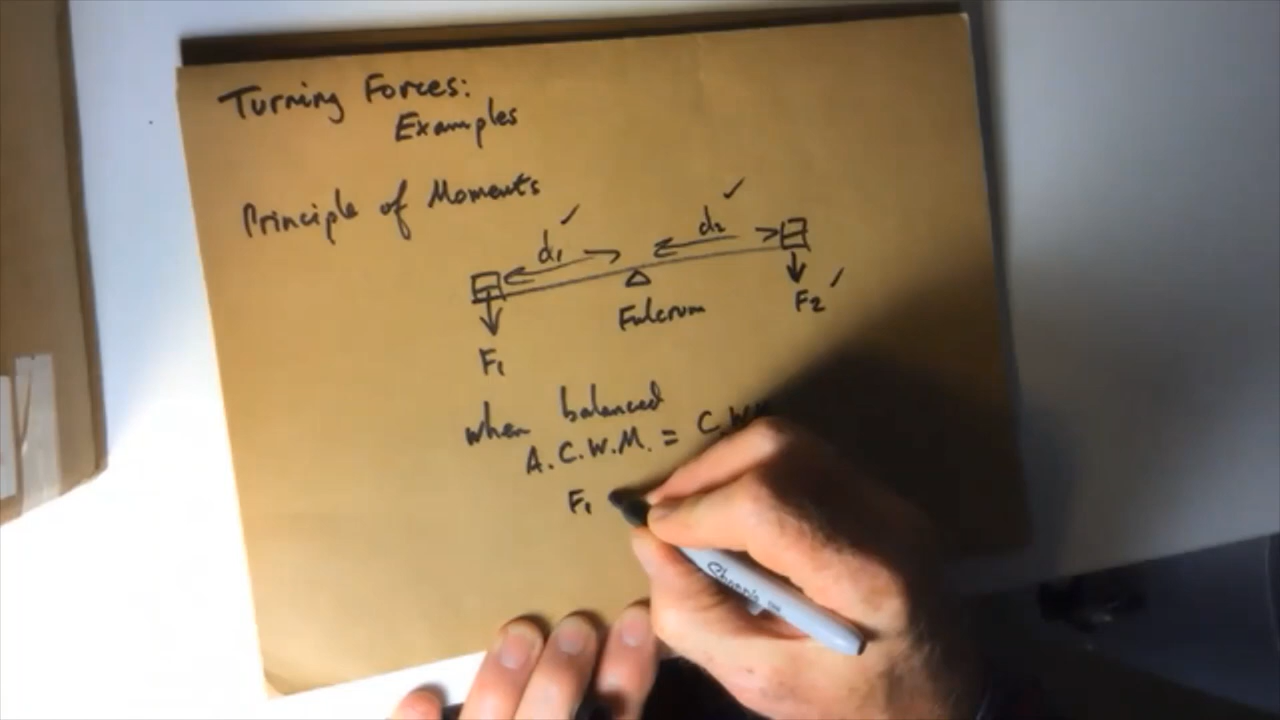 Turning Forces:
Examples
Principle of Moments
d₁
d₂
F₁
Fulcrum
F₂
when balanced
A.C.W.M. = C.W.
F₁
Sharpie